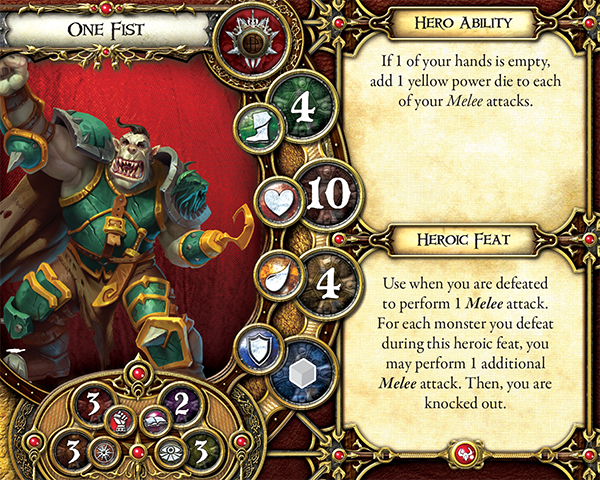 One Fist
4
10
4
3 2
3 3
Hero Ability
If 1 of your hands is empty,
add 1 yellow power die to each
of your Melee attacks.
Heroic Feat
Use when you are defeated
to perform 1 Melee attack.
For each monster you defeat
during this heroic feat, you
may perform 1 additional
Melee attack. Then, you are
knocked out.